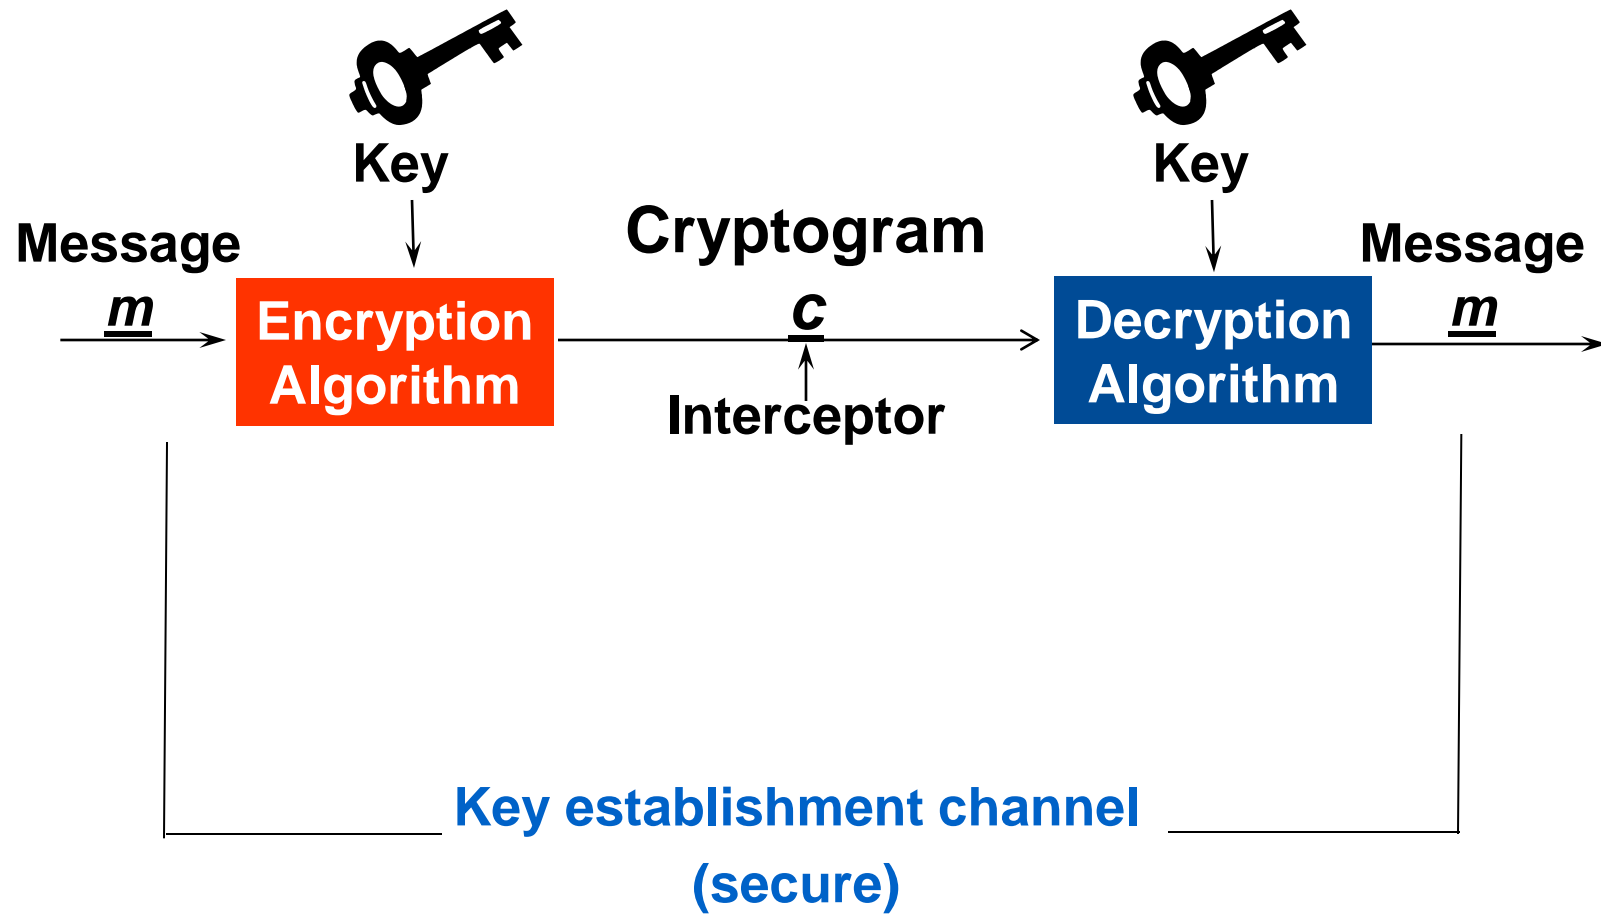 Key
Key
Cryptogram
Message
Message
m
c
m
Encryption
Algorithm
Decryption
Algorithm
Interceptor
Key establishment channel
(secure)